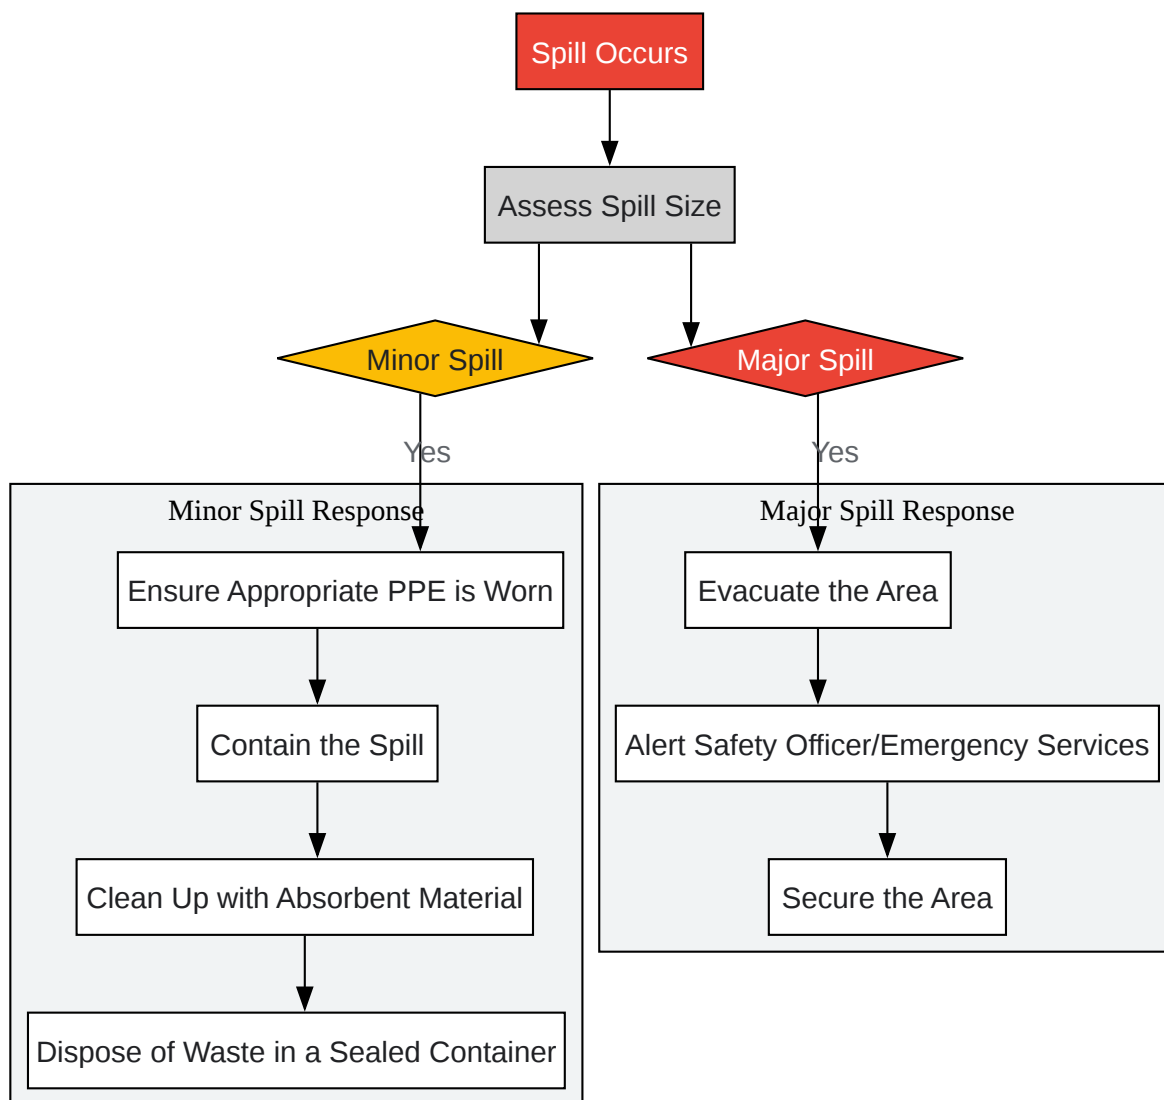 Spill Occurs
Assess Spill Size
Minor Spill
Major Spill
Yes
Yes
Minor Spill Response
Ensure Appropriate PPE is Worn
Contain the Spill
Clean Up with Absorbent Material
Dispose of Waste in a Sealed Container
Major Spill Response
Evacuate the Area
Alert Safety Officer/Emergency Services
Secure the Area